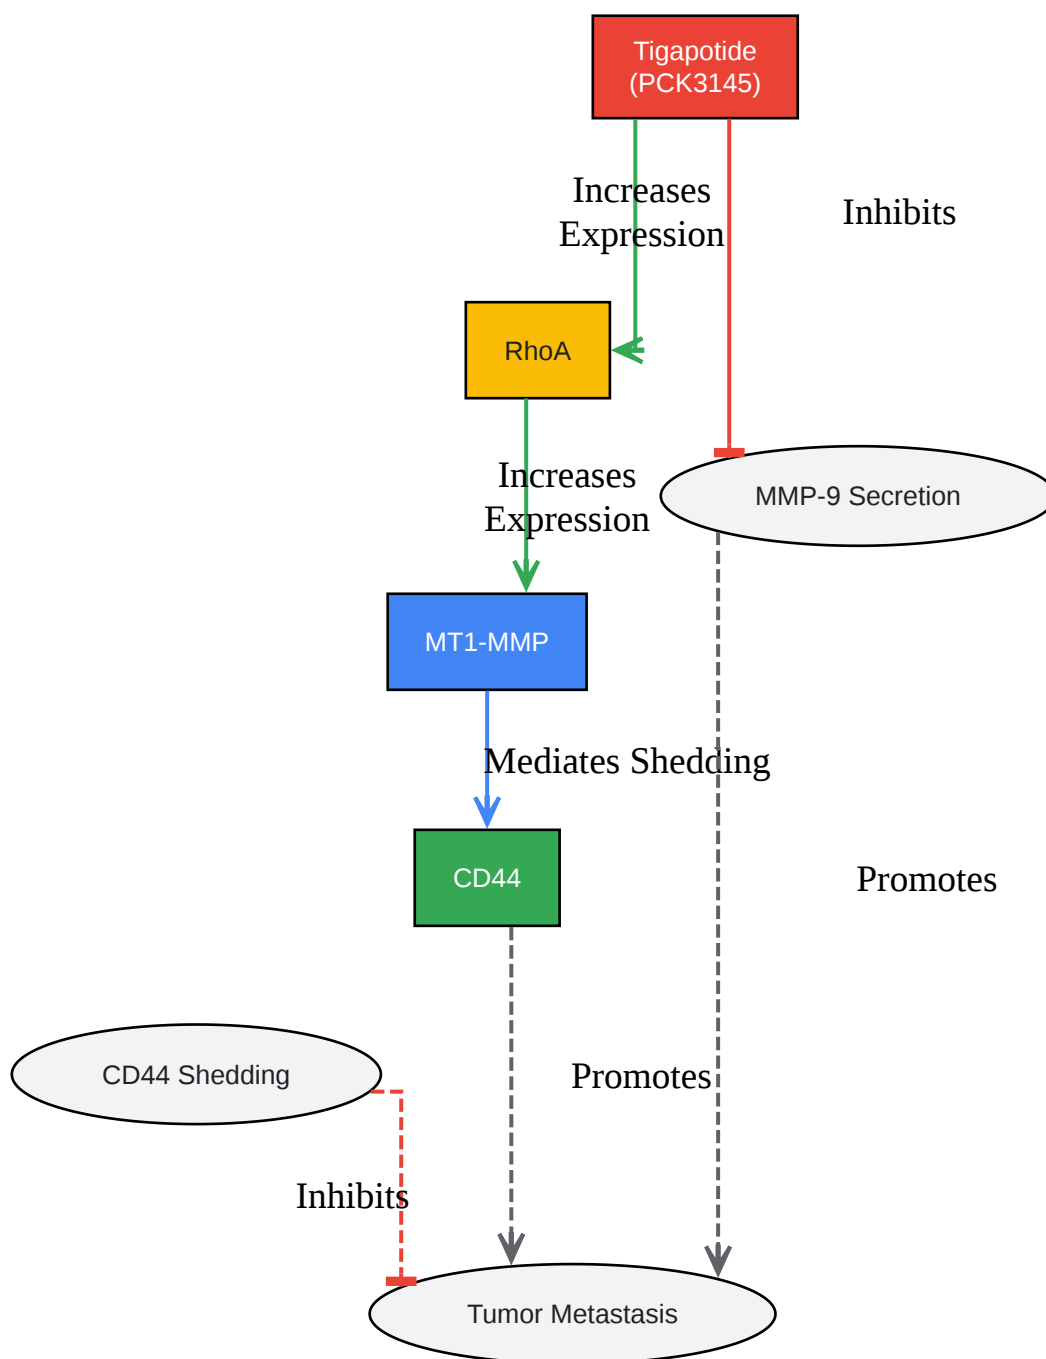 Tigapotide
(PCK3145)
Increases
Expression
Inhibits
RhoA
Increases
Expression
MMP-9 Secretion
MT1-MMP
Mediates Shedding
CD44
Promotes
CD44 Shedding
Promotes
Inhibits
Tumor Metastasis